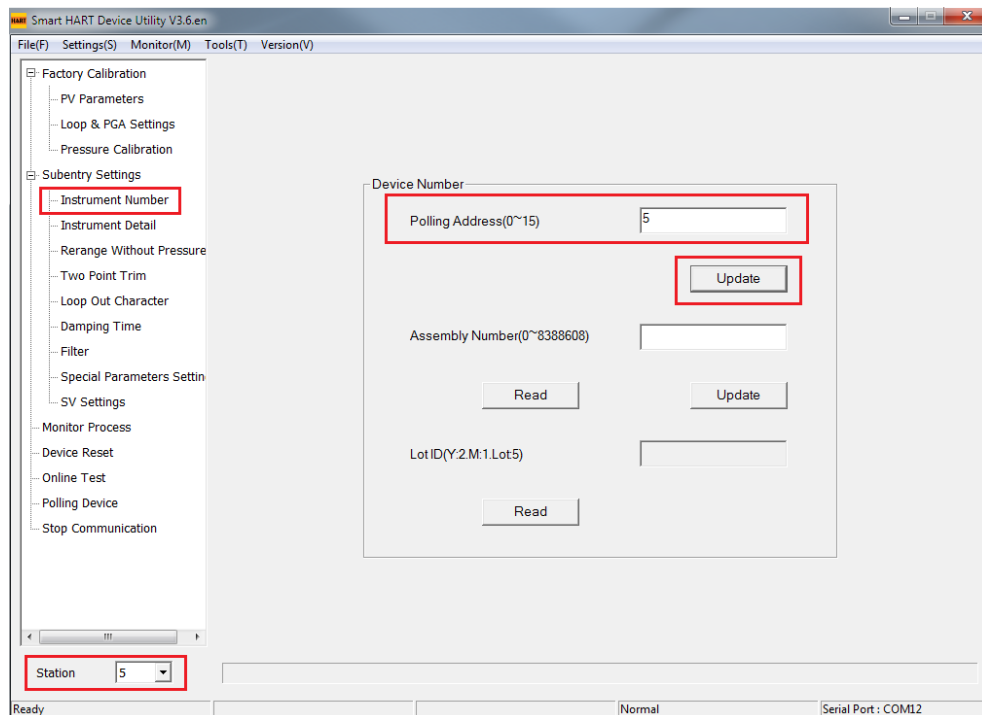 HART Smart HART Device Utility V3.6.en
File(F) Settings(S) Monitor(M) Tools(T) Version(V)
Factory Calibration
PV Parameters
Loop & PGA Settings
Pressure Calibration
Subentry Settings
Instrument Number
Instrument Detail
Rerange Without Pressure
Two Point Trim
Loop Out Character
Damping Time
Filter
Special Parameters Settin
SV Settings
Monitor Process
Device Reset
Online Test
Polling Device
Stop Communication
Station 5
Device Number
Polling Address(0~15) 5
Update
Assembly Number(0~8388608)
Read Update
Lot ID(Y:2.M:1.Lot:5)
Read
Ready Normal Serial Port : COM12